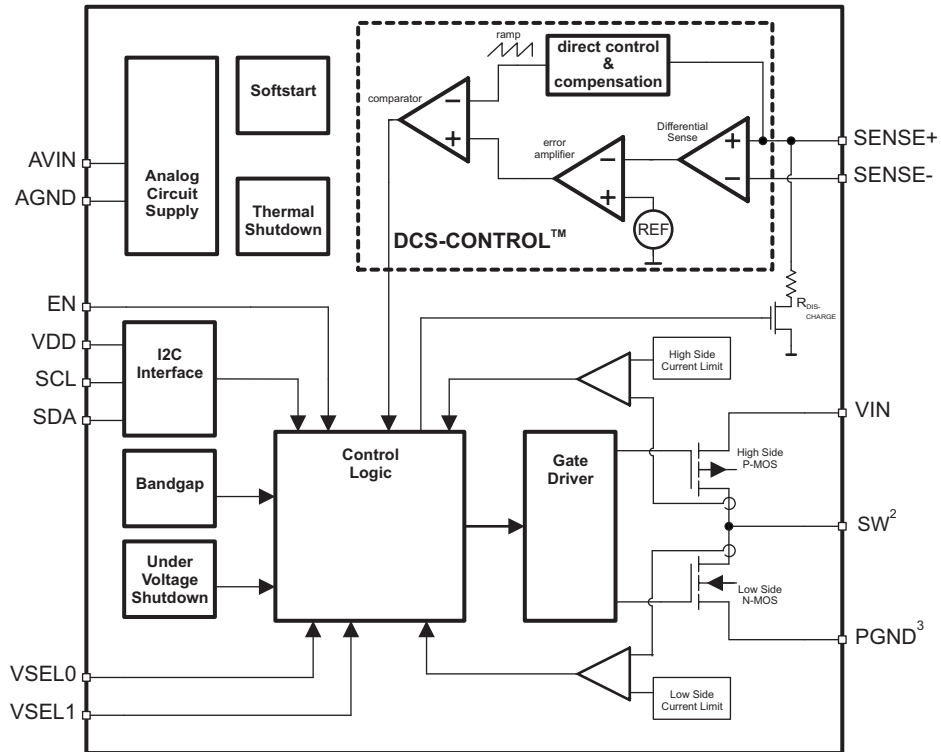 ramp
direct control
&
compensation
Softstart
comparator
Differential
Sense
SENSE+
error
amplifier
SENSE-
AVIN
AGND
Analog
Circuit
Supply
Thermal
Shutdown
REF
DCS-CONTROL™
R DIS-
CHARGE
EN
VDD
SCL
SDA
I2C
Interface
High Side
Current Limit
VIN
Control
Logic
Gate
Driver
High Side
P-MOS
Bandgap
SW²
Under
Voltage
Shutdown
Low Side
N-MOS
PGND³
VSEL0
VSEL1
Low Side
Current Limit
+
−
−
+
−
+